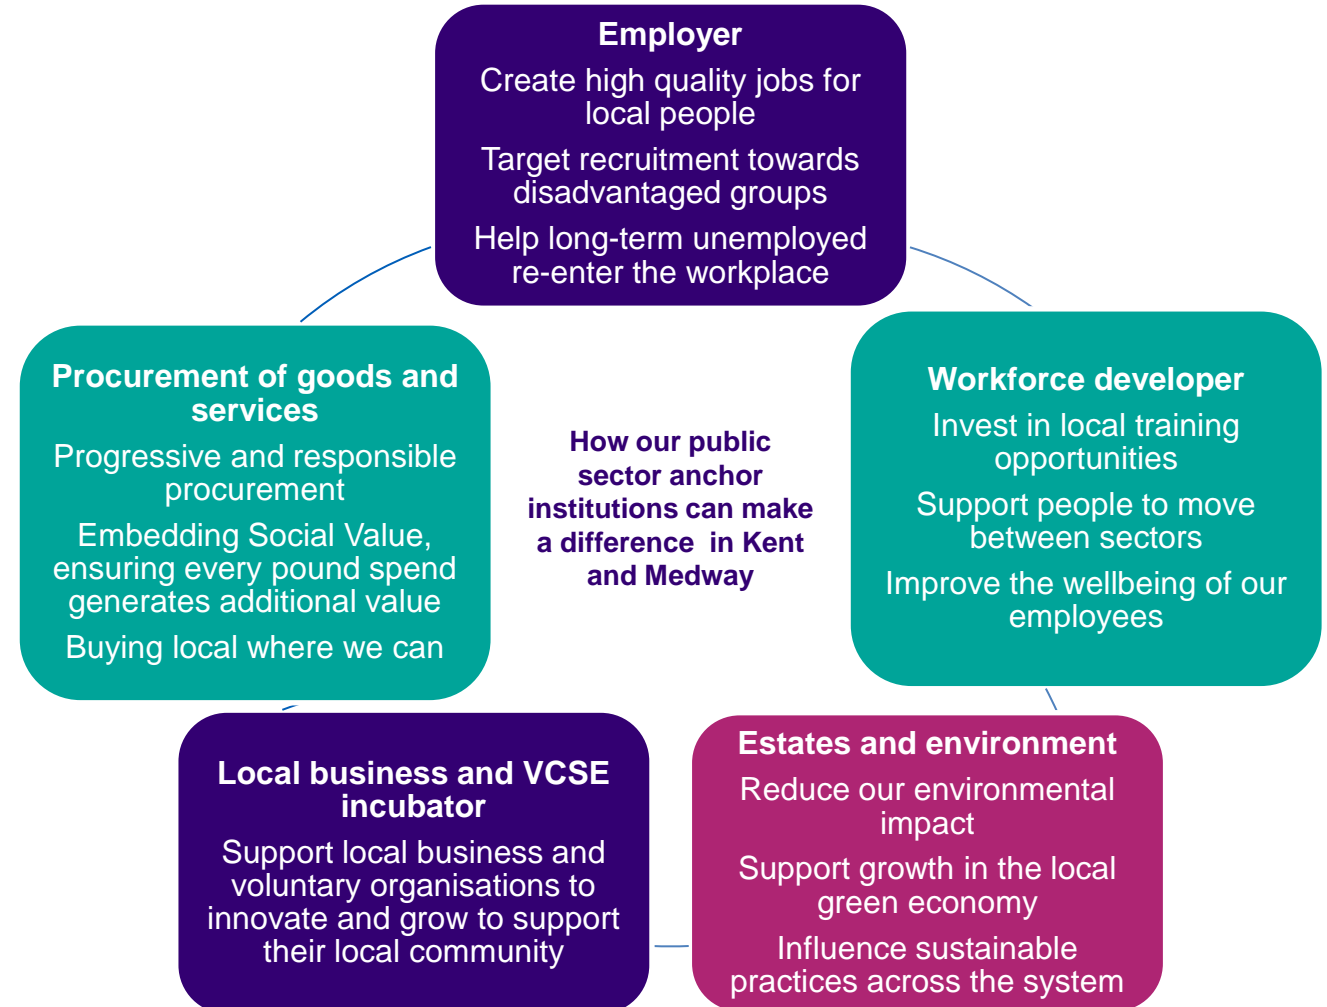 Employer
Create high quality jobs for
local people
Target recruitment towards
disadvantaged groups
Help long-term unemployed
re-enter the workplace
Procurement of goods and
services
Progressive and responsible
procurement
Embedding Social Value,
ensuring every pound spend
generates additional value
Buying local where we can
How our public
sector anchor
institutions can make
a difference  in Kent
and Medway
Workforce developer
Invest in local training
opportunities
Support people to move
between sectors
Improve the wellbeing of our
employees
Local business and VCSE
incubator
Support local business and
voluntary organisations to
innovate and grow to support
their local community
Estates and environment
Reduce our environmental
impact
Support growth in the local
green economy
Influence sustainable
practices across the system